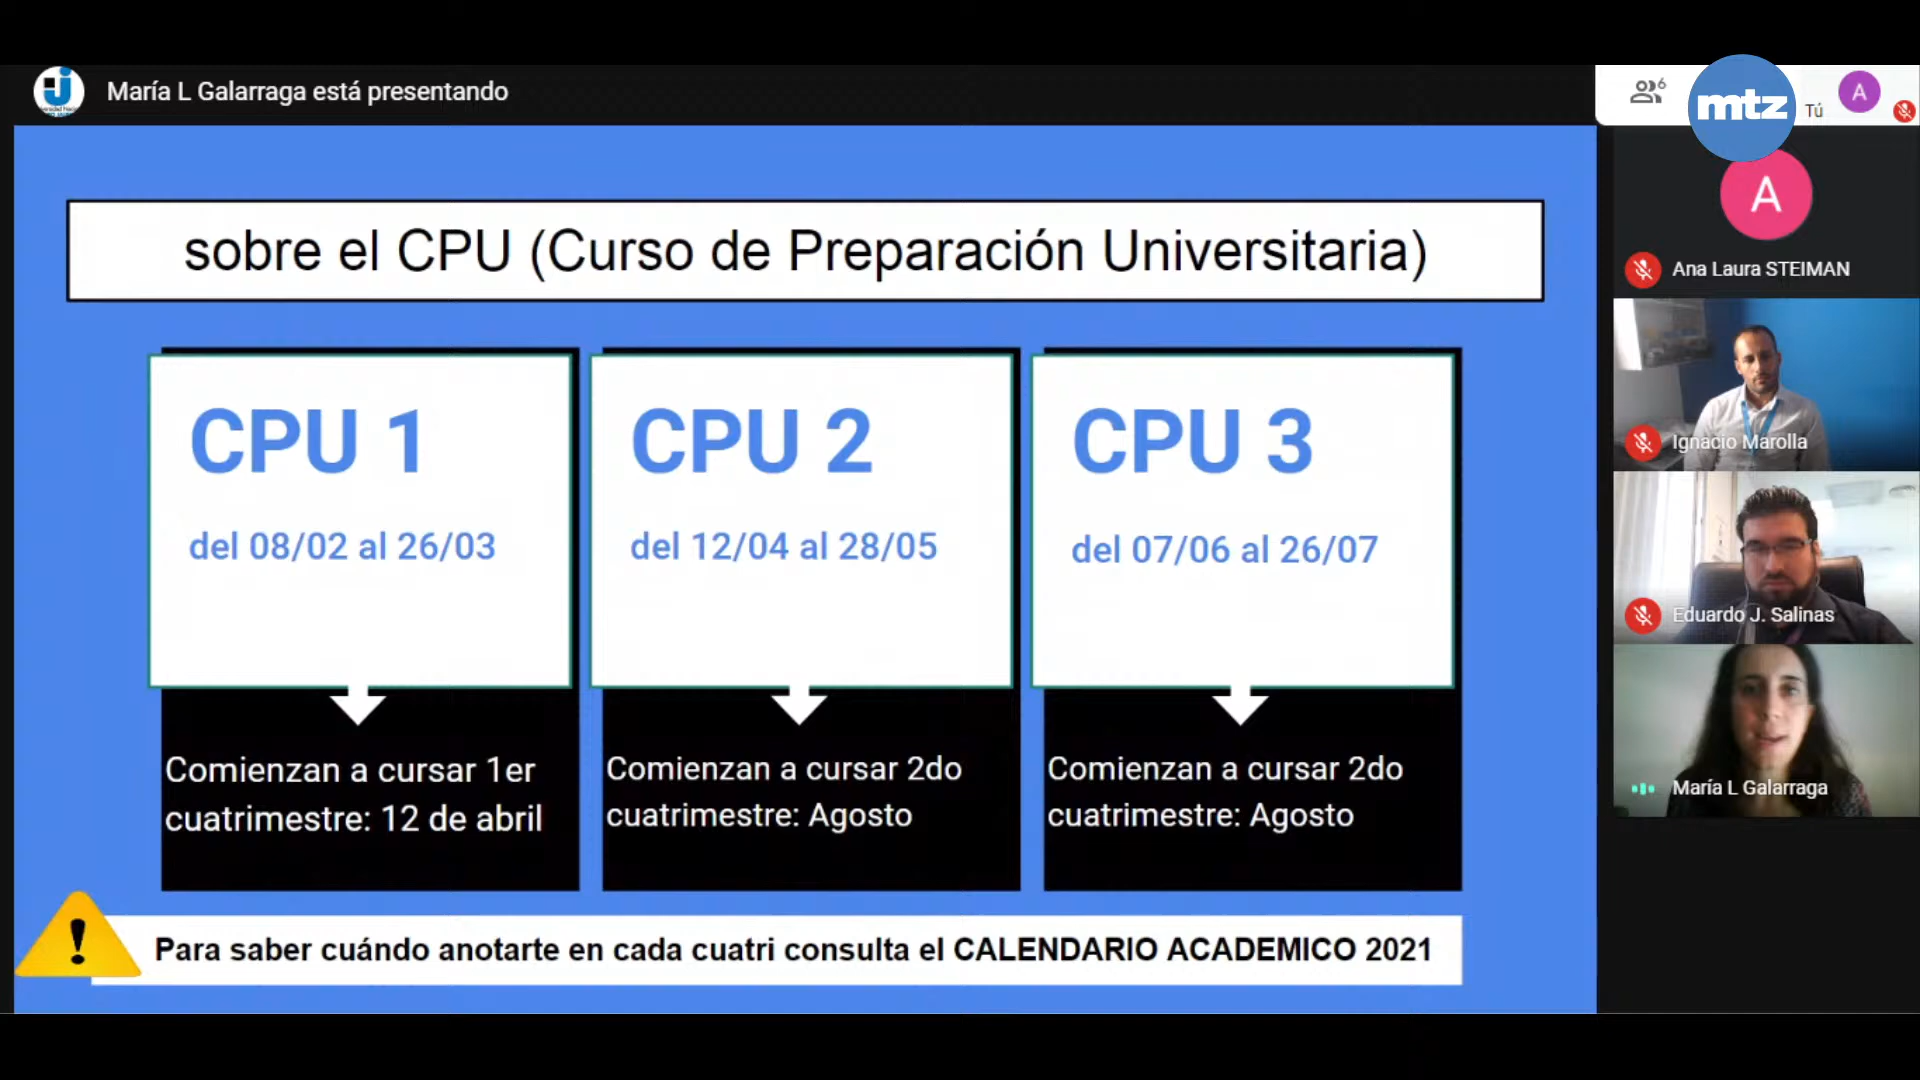 María L Galarraga está presentando
6
mtz
Tú
A
sobre el CPU (Curso de Preparación Universitaria)
A
Ana Laura STEIMAN
CPU 1
del 08/02 al 26/03
CPU 2
del 12/04 al 28/05
CPU 3
del 07/06 al 26/07
Ignacio Marolla
Eduardo J. Salinas
María L Galarraga
Comienzan a cursar 1er
cuatrimestre: 12 de abril
Comienzan a cursar 2do
cuatrimestre: Agosto
Comienzan a cursar 2do
cuatrimestre: Agosto
Para saber cuándo anotarte en cada cuatri consulta el CALENDARIO ACADEMICO 2021